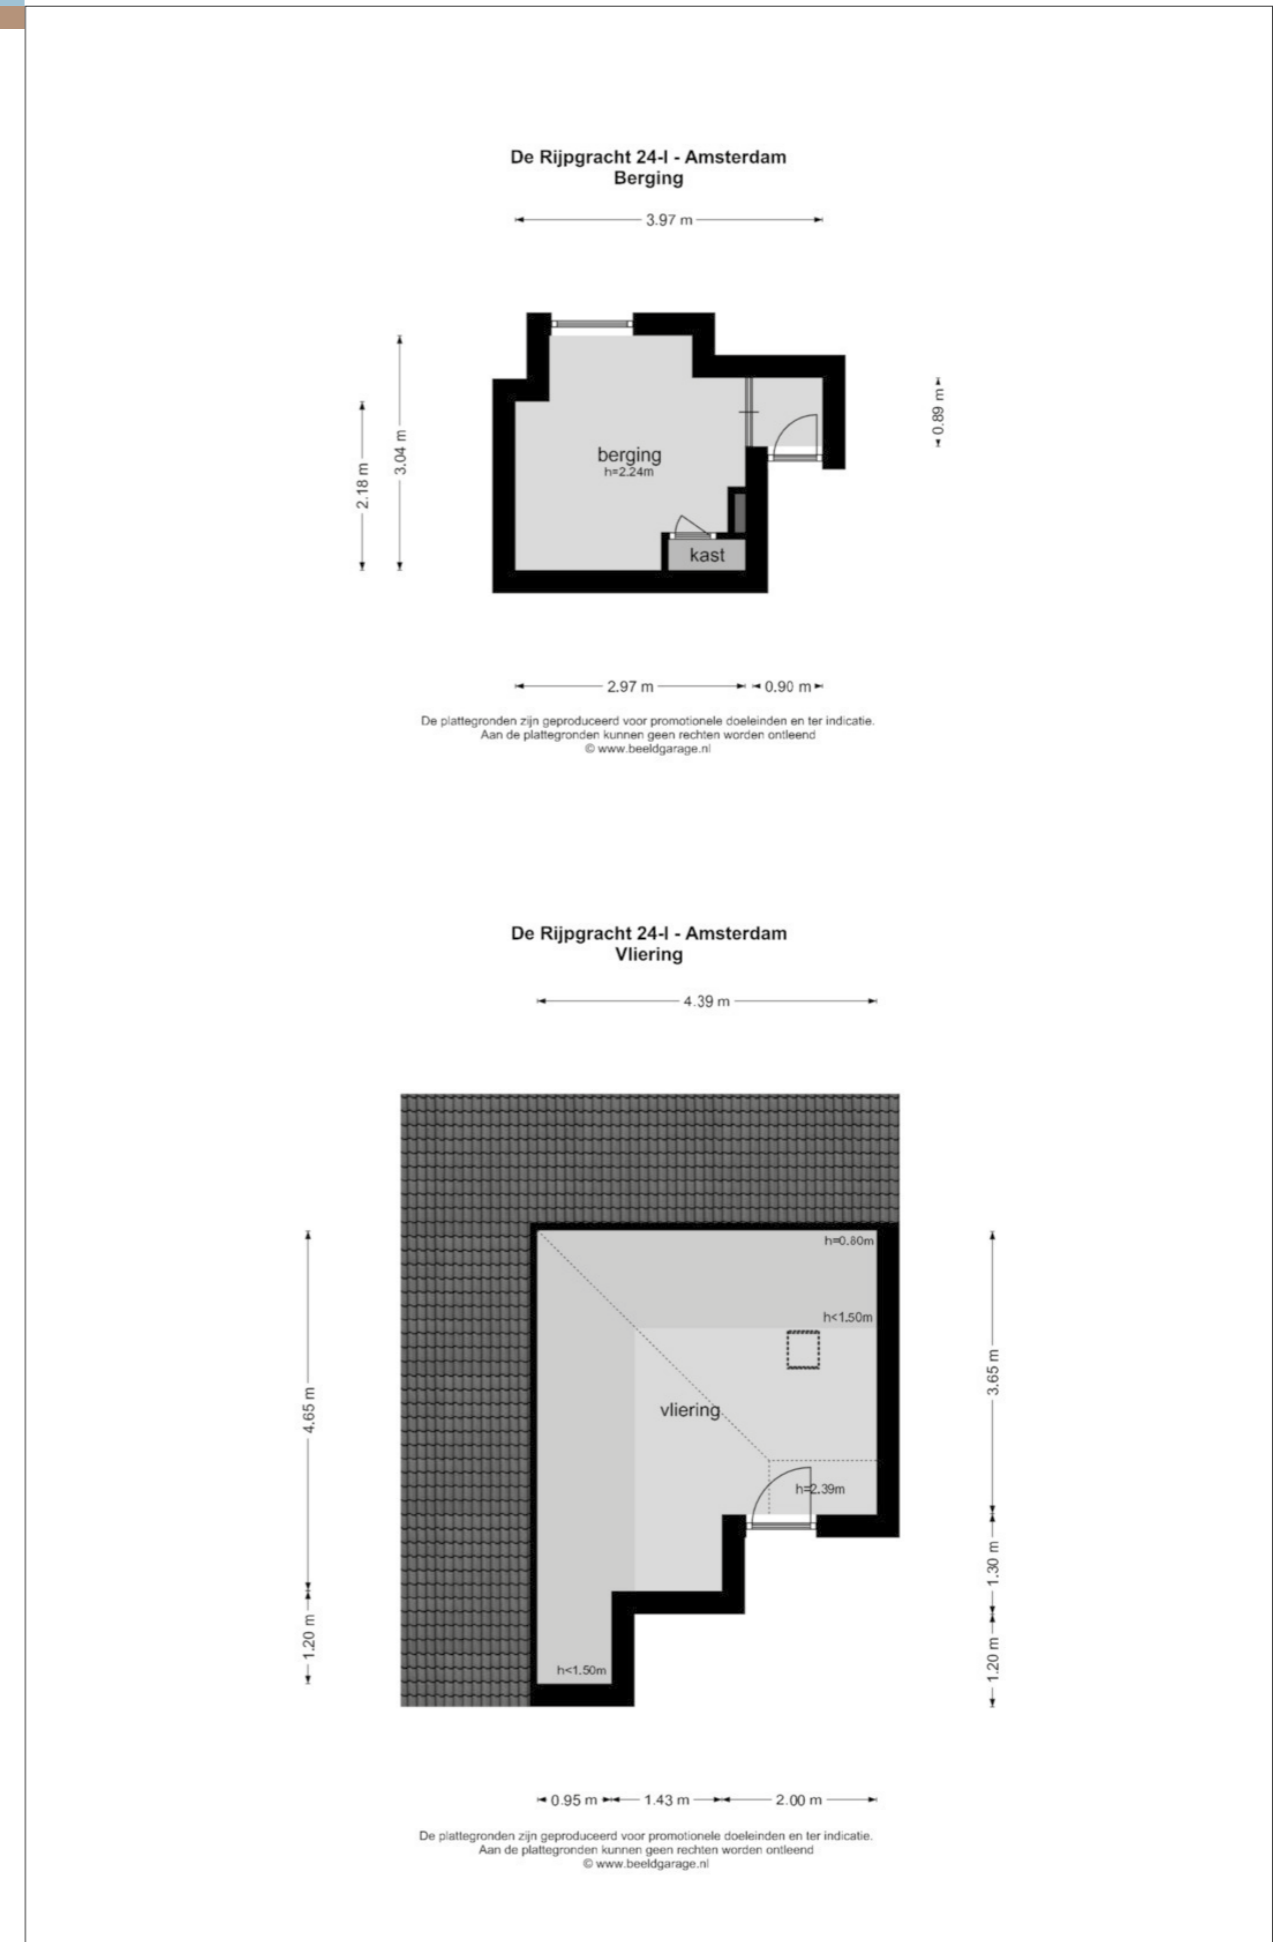 De Rijpgracht 24-I - Amsterdam
Berging
3.97 m
0.89 m
3.04 m
2.18 m
berging
h=2.24m
kast
2.97 m
0.90 m
De plattegronden zijn geproduceerd voor promotionele doeleinden en ter indicatie.
Aan de plattegronden kunnen geen rechten worden ontleend
© www.beeldgarage.nl
De Rijpgracht 24-I - Amsterdam
Vliering
4.39 m
h=0.80m
h<1.50m
3.65 m
4.65 m
vliering
h=2.39m
1.30 m
1.20 m
1.20 m
h<1.50m
0.95 m
1.43 m
2.00 m
De plattegronden zijn geproduceerd voor promotionele doeleinden en ter indicatie.
Aan de plattegronden kunnen geen rechten worden ontleend
© www.beeldgarage.nl